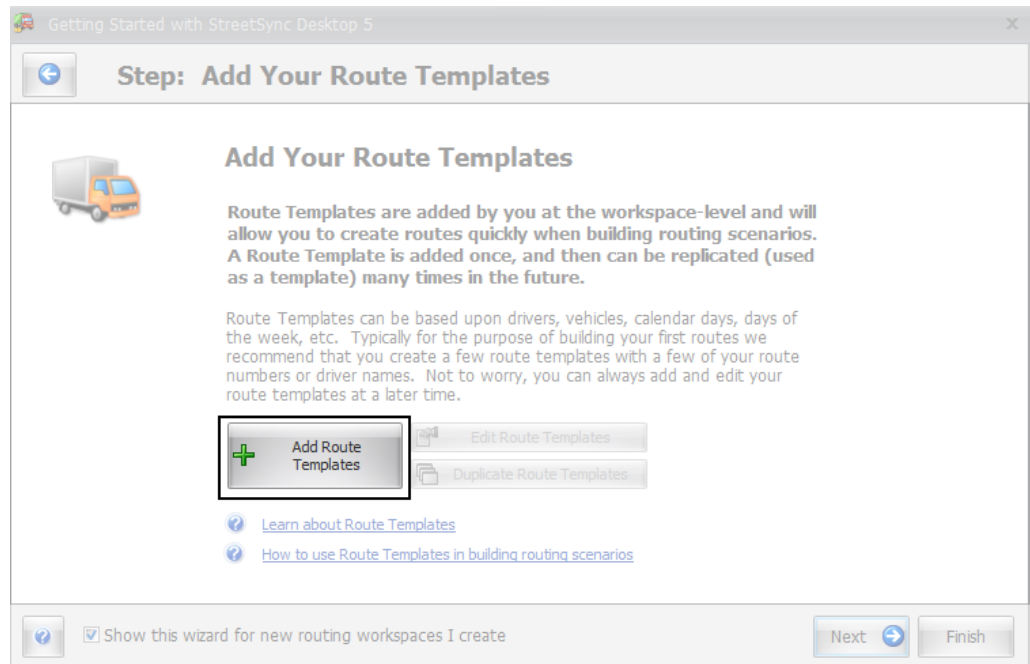 Getting Started with StreetSync Desktop 5
Step: Add Your Route Templates
Add Your Route Templates
Route Templates are added by you at the workspace-level and will
allow you to create routes quickly when building routing scenarios.
A Route Template is added once, and then can be replicated (used
as a template) many times in the future.
Route Templates can be based upon drivers, vehicles, calendar days, days of
the week, etc.  Typically for the purpose of building your first routes we
recommend that you create a few route templates with a few of your route
numbers or driver names.  Not to worry, you can always add and edit your
route templates at a later time.
Add Route
Templates
Edit Route Templates
Duplicate Route Templates
Learn about Route Templates
How to use Route Templates in building routing scenarios
Show this wizard for new routing workspaces I create
Next
Finish